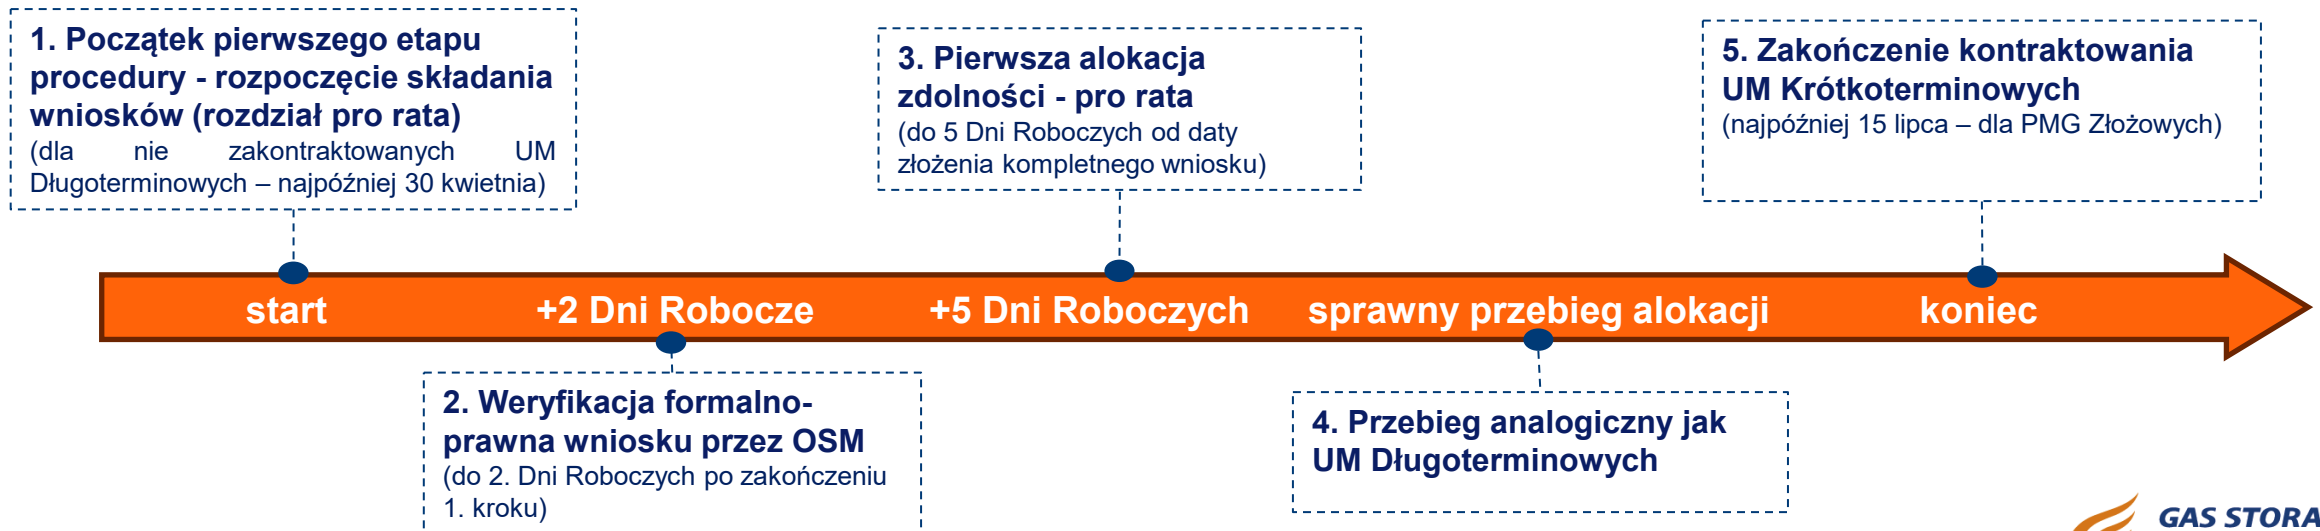 1. Początek pierwszego etapu
procedury - rozpoczęcie składania
wniosków (rozdział pro rata)
(dla nie zakontraktowanych UM
Długoterminowych – najpóźniej 30 kwietnia)
3. Pierwsza alokacja
zdolności - pro rata
(do 5 Dni Roboczych od daty
złożenia kompletnego wniosku)
5. Zakończenie kontraktowania
UM Krótkoterminowych
(najpóźniej 15 lipca – dla PMG Złożowych)
start
+2 Dni Robocze
+5 Dni Roboczych
sprawny przebieg alokacji
koniec
2. Weryfikacja formalno-
prawna wniosku przez OSM
(do 2. Dni Roboczych po zakończeniu
1. kroku)
4. Przebieg analogiczny jak
UM Długoterminowych
GAS STORA